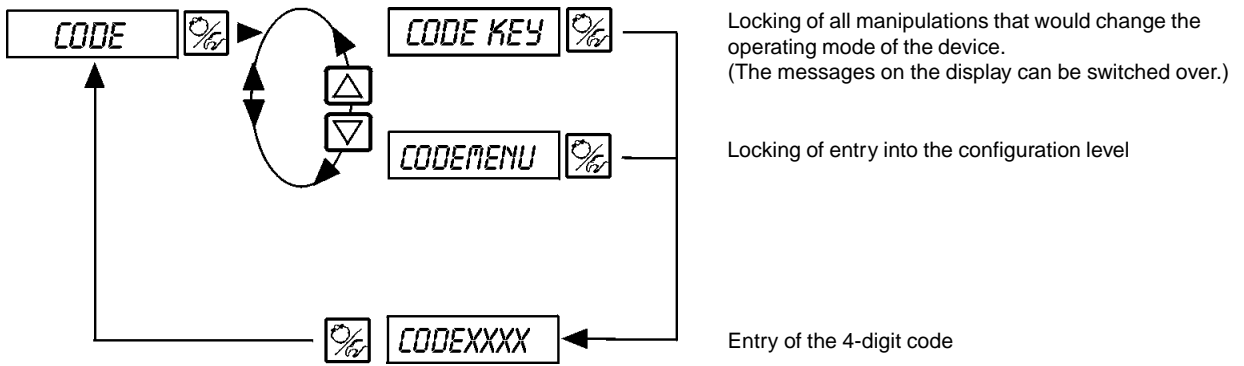 CODE
CODE KEY
Locking of all manipulations that would change the
operating mode of the device.
(The messages on the display can be switched over.)
CODEMENU
Locking of entry into the configuration level
CODEXXXX
Entry of the 4-digit code